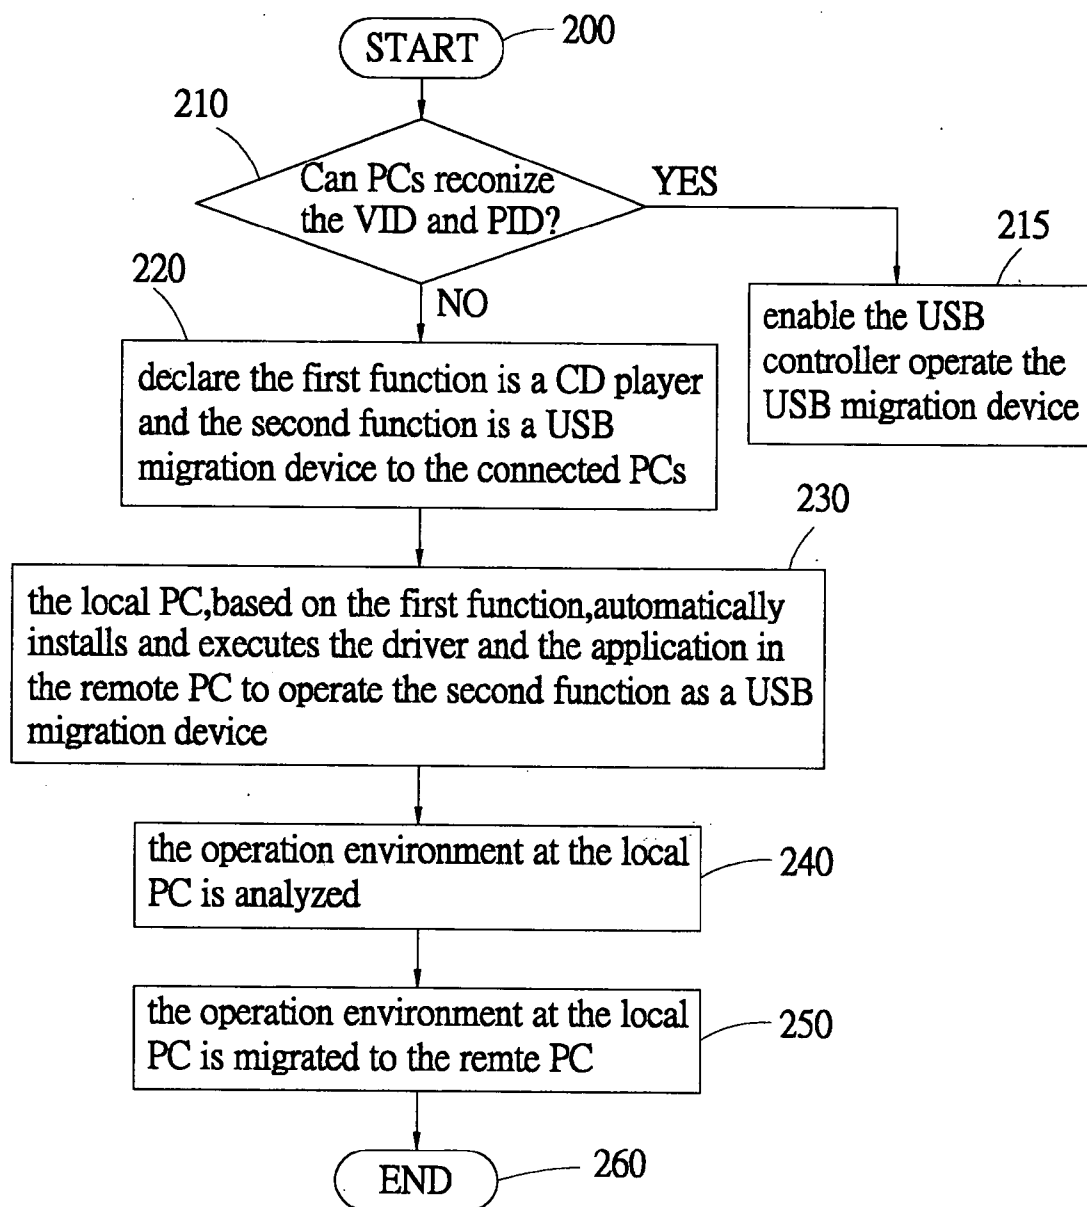 START
200
210
Can PCs reconize
the VID and PID?
YES
215
enable the USB
controller operate the
USB migration device
NO
220
declare the first function is a CD player
and the second function is a USB
migration device to the connected PCs
230
the local PC,based on the first function,automatically
installs and executes the driver and the application in
the remote PC to operate the second function as a USB
migration device
the operation environment at the local
PC is analyzed
240
the operation environment at the local
PC is migrated to the remte PC
250
END
260